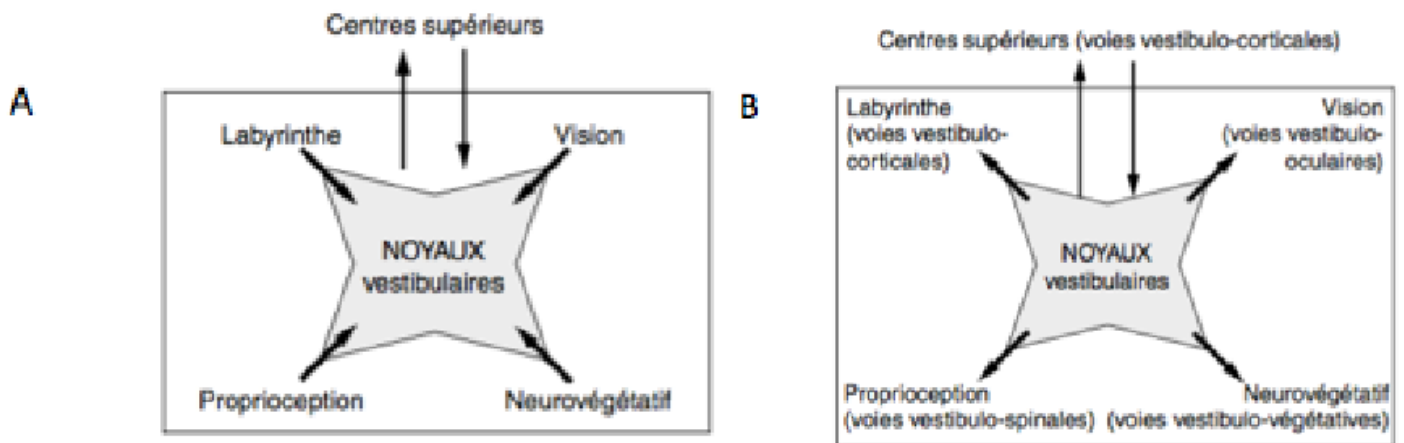 A
Centres supérieurs
Labyrinthe
Vision
NOYAUX
vestibulaires
Proprioception
Neurovégétatif
B
Centres supérieurs (voies vestibulo-corticales)
Labyrinthe
(voies vestibulo-
corticales)
Vision
(voies vestibulo-
oculaires)
NOYAUX
vestibulaires
Proprioception
(voies vestibulo-spinales)
Neurovégétatif
(voies vestibulo-végétatives)